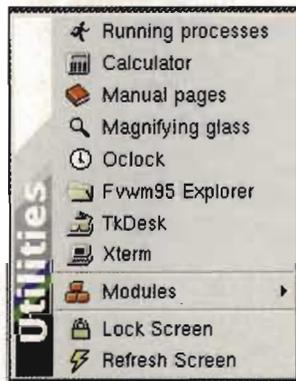 Utilities
Running processes
Calculator
Manual pages
Magnifying glass
Oclock
Fvwm95 Explorer
TkDesk
Xterm
Modules
Lock Screen
Refresh Screen